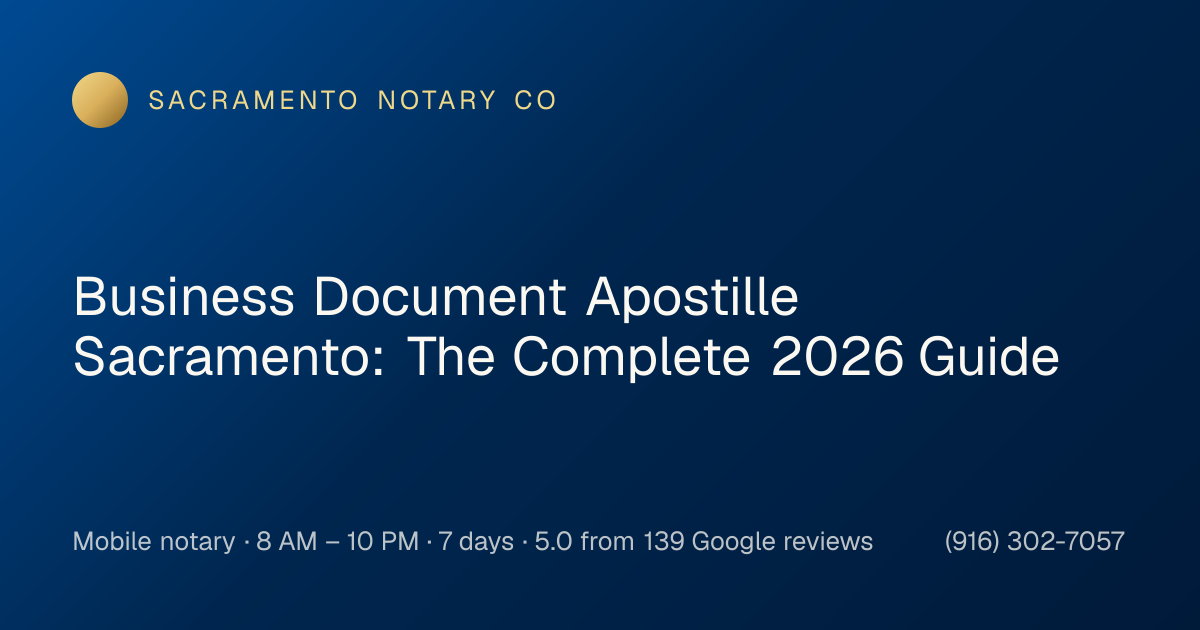 SACRAMENTO NOTARY CO
Business Document Apostille
Sacramento: The Complete 2026 Guide
Mobile notary · 8 AM – 10 PM · 7 days · 5.0 from 139 Google reviews
(916) 302-7057